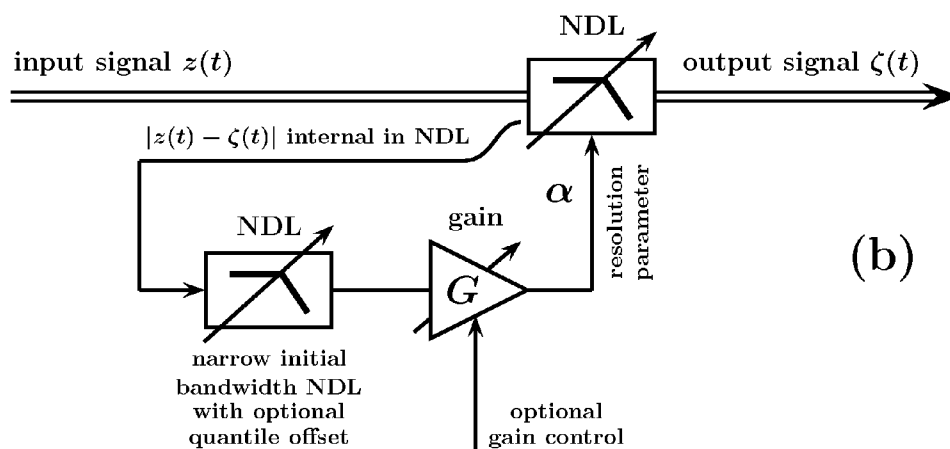 NDL
input signal z(t)
output signal ζ(t)
|z(t) − ζ(t)| internal in NDL
α
resolution
parameter
NDL
gain
G
(b)
narrow initial
bandwidth NDL
with optional
quantile offset
optional
gain control